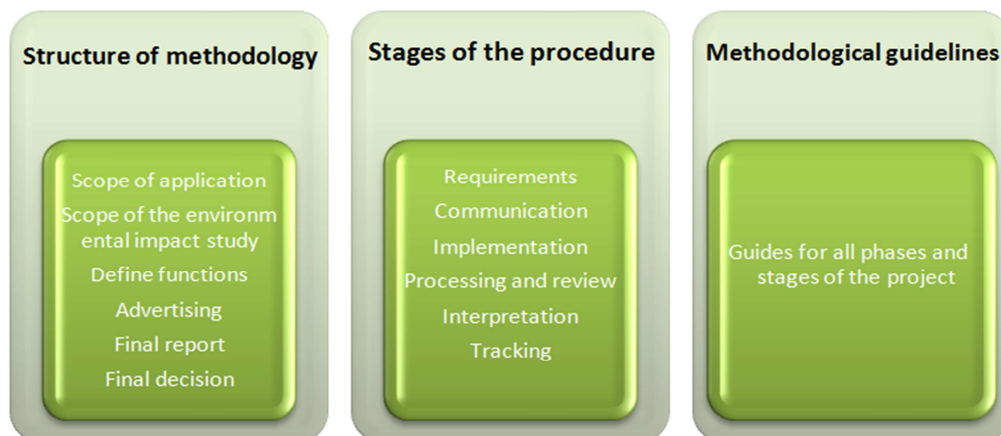 Structure of methodology
Scope of application
Scope of the environm
ental impact study
Define functions
Advertising
Final report
Final decision
Stages of the procedure
Requirements
Communication
Implementation
Processing and review
Interpretation
Tracking
Methodological guidelines
Guides for all phases and
stages of the project